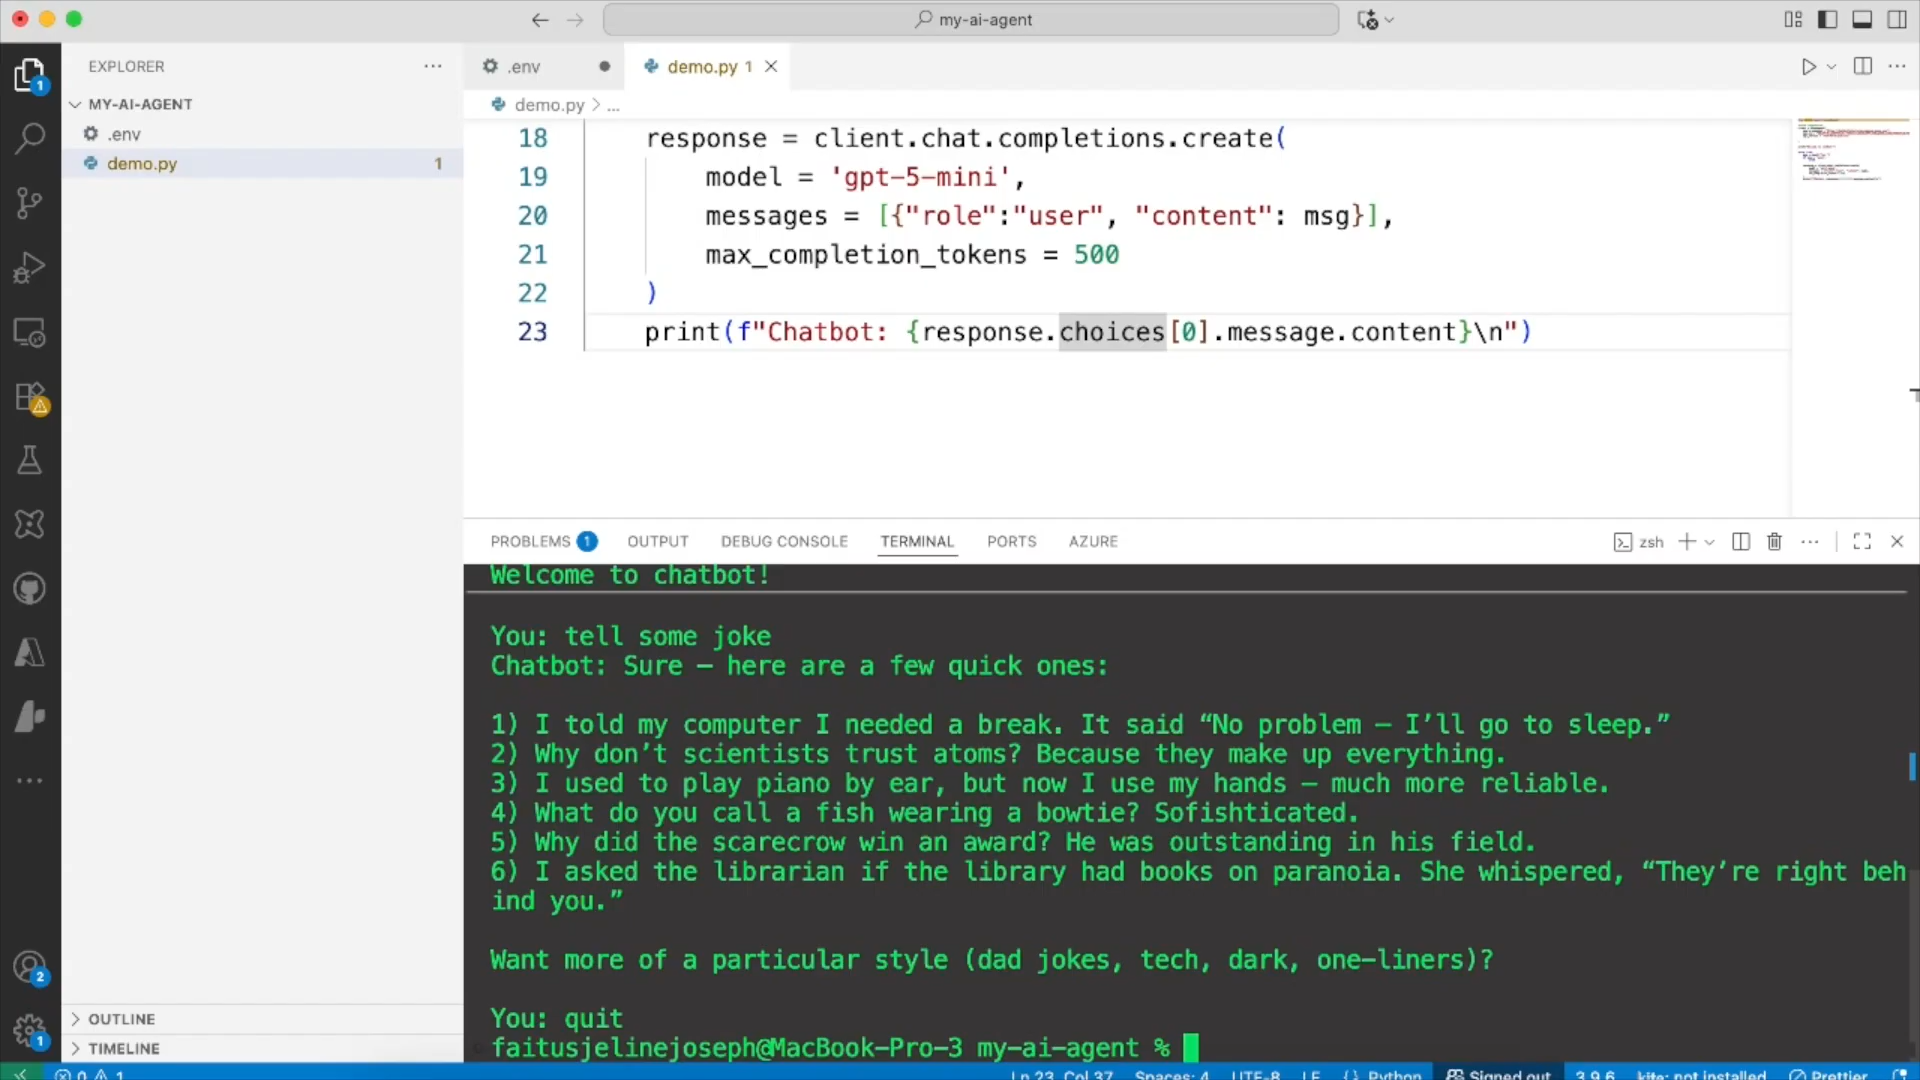 my-ai-agent
EXPLORER
MY-AI-AGENT
.env
demo.py 1
OUTLINE
TIMELINE
.env
demo.py 1
demo.py > ...
18 response = client.chat.completions.create(
19 model = 'gpt-5-mini',
20 messages = [{"role":"user", "content": msg}],
21 max_completion_tokens = 500
22 )
23 print(f"Chatbot: {response.choices[0].message.content}\n")
PROBLEMS 1 OUTPUT DEBUG CONSOLE TERMINAL PORTS AZURE
zsh
Welcome to chatbot!
You: tell some joke
Chatbot: Sure — here are a few quick ones:
1) I told my computer I needed a break. It said “No problem — I’ll go to sleep.”
2) Why don’t scientists trust atoms? Because they make up everything.
3) I used to play piano by ear, but now I use my hands — much more reliable.
4) What do you call a fish wearing a bowtie? Sofishticated.
5) Why did the scarecrow win an award? He was outstanding in his field.
6) I asked the librarian if the library had books on paranoia. She whispered, “They’re right beh
ind you.”
Want more of a particular style (dad jokes, tech, dark, one-liners)?
You: quit
faitusjelinejoseph@MacBook-Pro-3 my-ai-agent %
1
2
1
0 1 Ln 23, Col 37 Spaces: 4 UTF-8 LF {} Python Signed out 3.9.6 kite: not installed Prettier